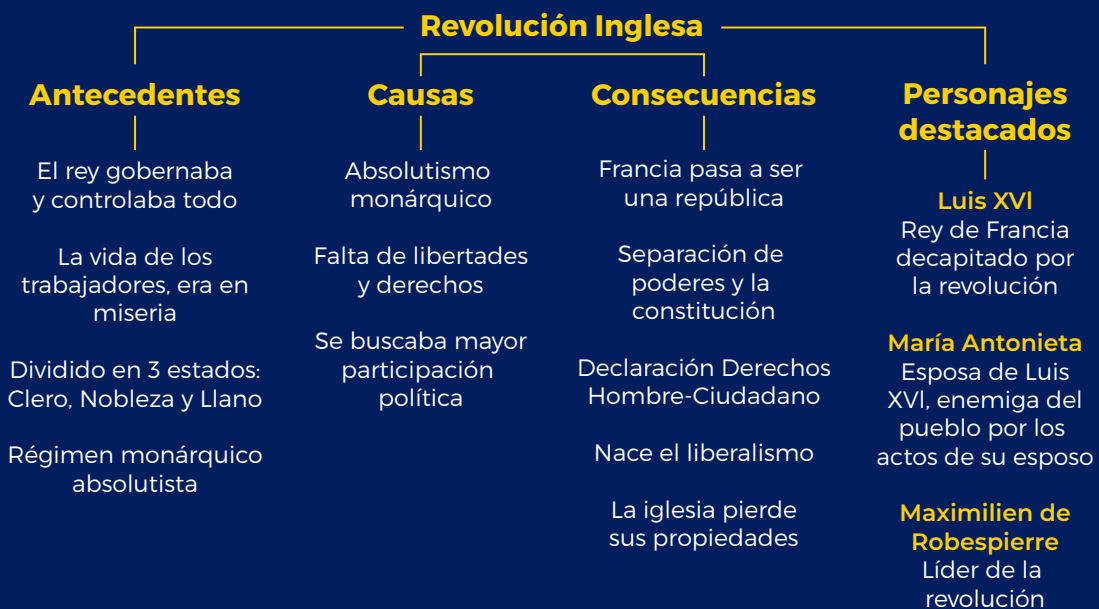 Revolución Inglesa
Antecedentes
El rey gobernaba
y controlaba todo
La vida de los
trabajadores, era en
miseria
Dividido en 3 estados:
Clero, Nobleza y Llano
Régimen monárquico
absolutista
Causas
Absolutismo
monárquico
Falta de libertades
y derechos
Se buscaba mayor
participación
política
Consecuencias
Francia pasa a ser
una república
Separación de
poderes y la
constitución
Declaración Derechos
Hombre-Ciudadano
Nace el liberalismo
La iglesia pierde
sus propiedades
Personajes
destacados
Luis XVl
Rey de Francia
decapitado por
la revolución
María Antonieta
Esposa de Luis
XVl, enemiga del
pueblo por los
actos de su esposo
Maximilien de
Robespierre
Líder de la
revolución